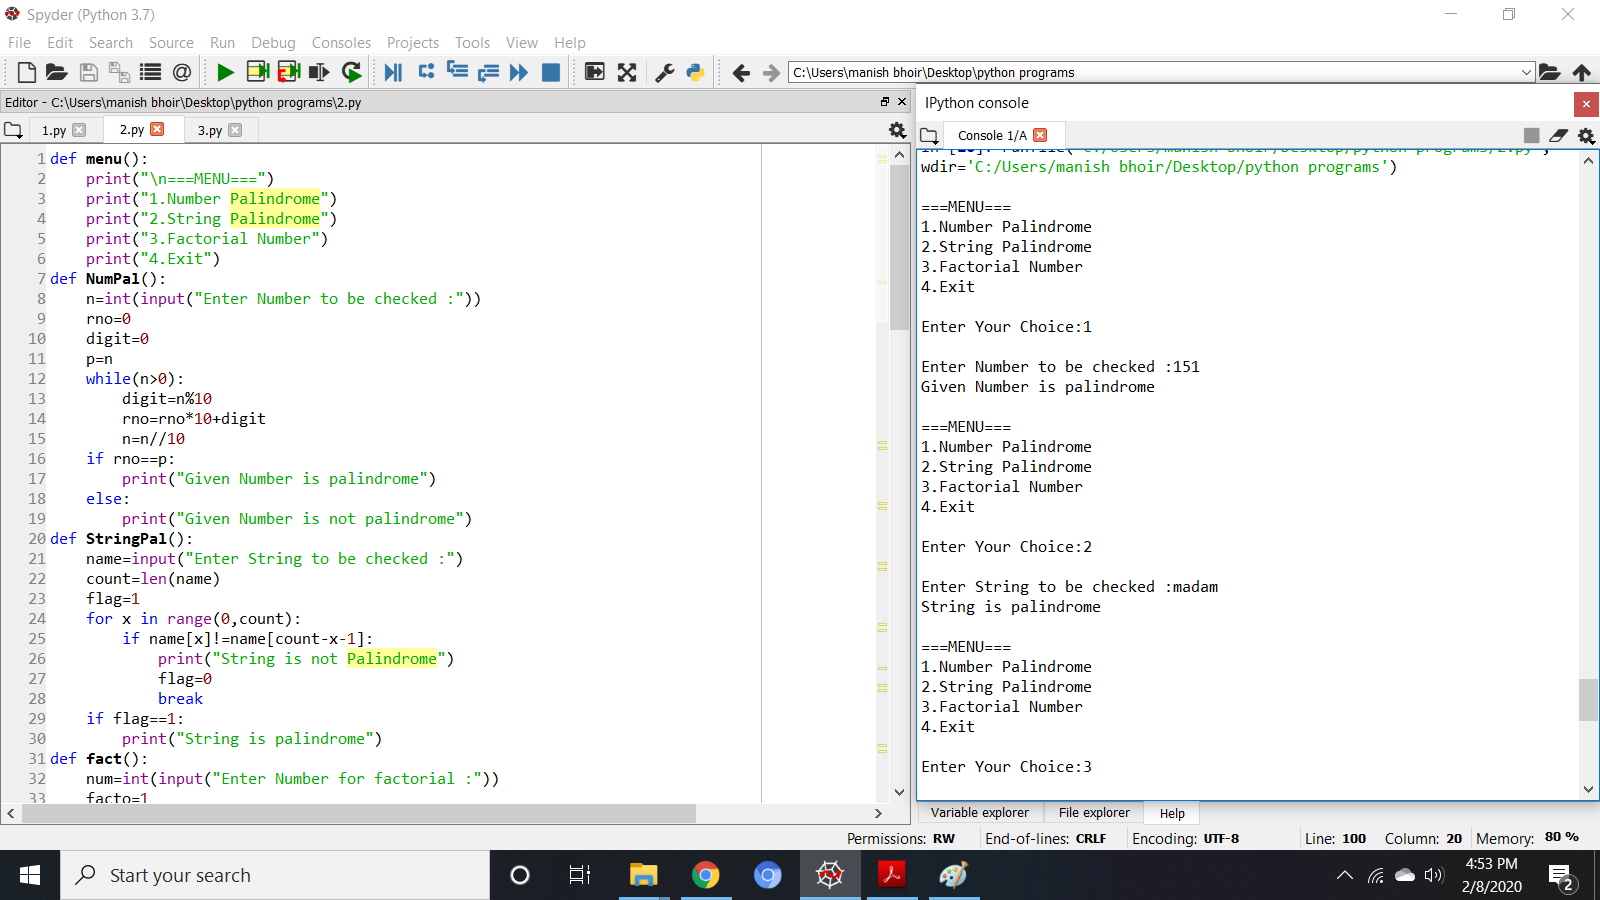 Spyder (Python 3.7)
File Edit Search Source Run Debug Consoles Projects Tools View Help
C:\Users\manish bhoir\Desktop\python programs
Editor - C:\Users\manish bhoir\Desktop\python programs\2.py
1.py 2.py 3.py
1 def menu():
2 print("\n===MENU===")
3 print("1.Number Palindrome")
4 print("2.String Palindrome")
5 print("3.Factorial Number")
6 print("4.Exit")
7 def NumPal():
8 n=int(input("Enter Number to be checked :"))
9 rno=0
10 digit=0
11 p=n
12 while(n>0):
13 digit=n%10
14 rno=rno*10+digit
15 n=n//10
16 if rno==p:
17 print("Given Number is palindrome")
18 else:
19 print("Given Number is not palindrome")
20 def StringPal():
21 name=input("Enter String to be checked :")
22 count=len(name)
23 flag=1
24 for x in range(0,count):
25 if name[x]!=name[count-x-1]:
26 print("String is not Palindrome")
27 flag=0
28 break
29 if flag==1:
30 print("String is palindrome")
31 def fact():
32 num=int(input("Enter Number for factorial :"))
33 facto=1
IPython console
Console 1/A
runfile('C:/Users/manish bhoir/Desktop/python programs/2.py',
wdir='C:/Users/manish bhoir/Desktop/python programs')
===MENU===
1.Number Palindrome
2.String Palindrome
3.Factorial Number
4.Exit
Enter Your Choice:1
Enter Number to be checked :151
Given Number is palindrome
===MENU===
1.Number Palindrome
2.String Palindrome
3.Factorial Number
4.Exit
Enter Your Choice:2
Enter String to be checked :madam
String is palindrome
===MENU===
1.Number Palindrome
2.String Palindrome
3.Factorial Number
4.Exit
Enter Your Choice:3
Variable explorer File explorer Help
Permissions: RW End-of-lines: CRLF Encoding: UTF-8 Line: 100 Column: 20 Memory: 80 %
Start your search
4:53 PM
2/8/2020
2